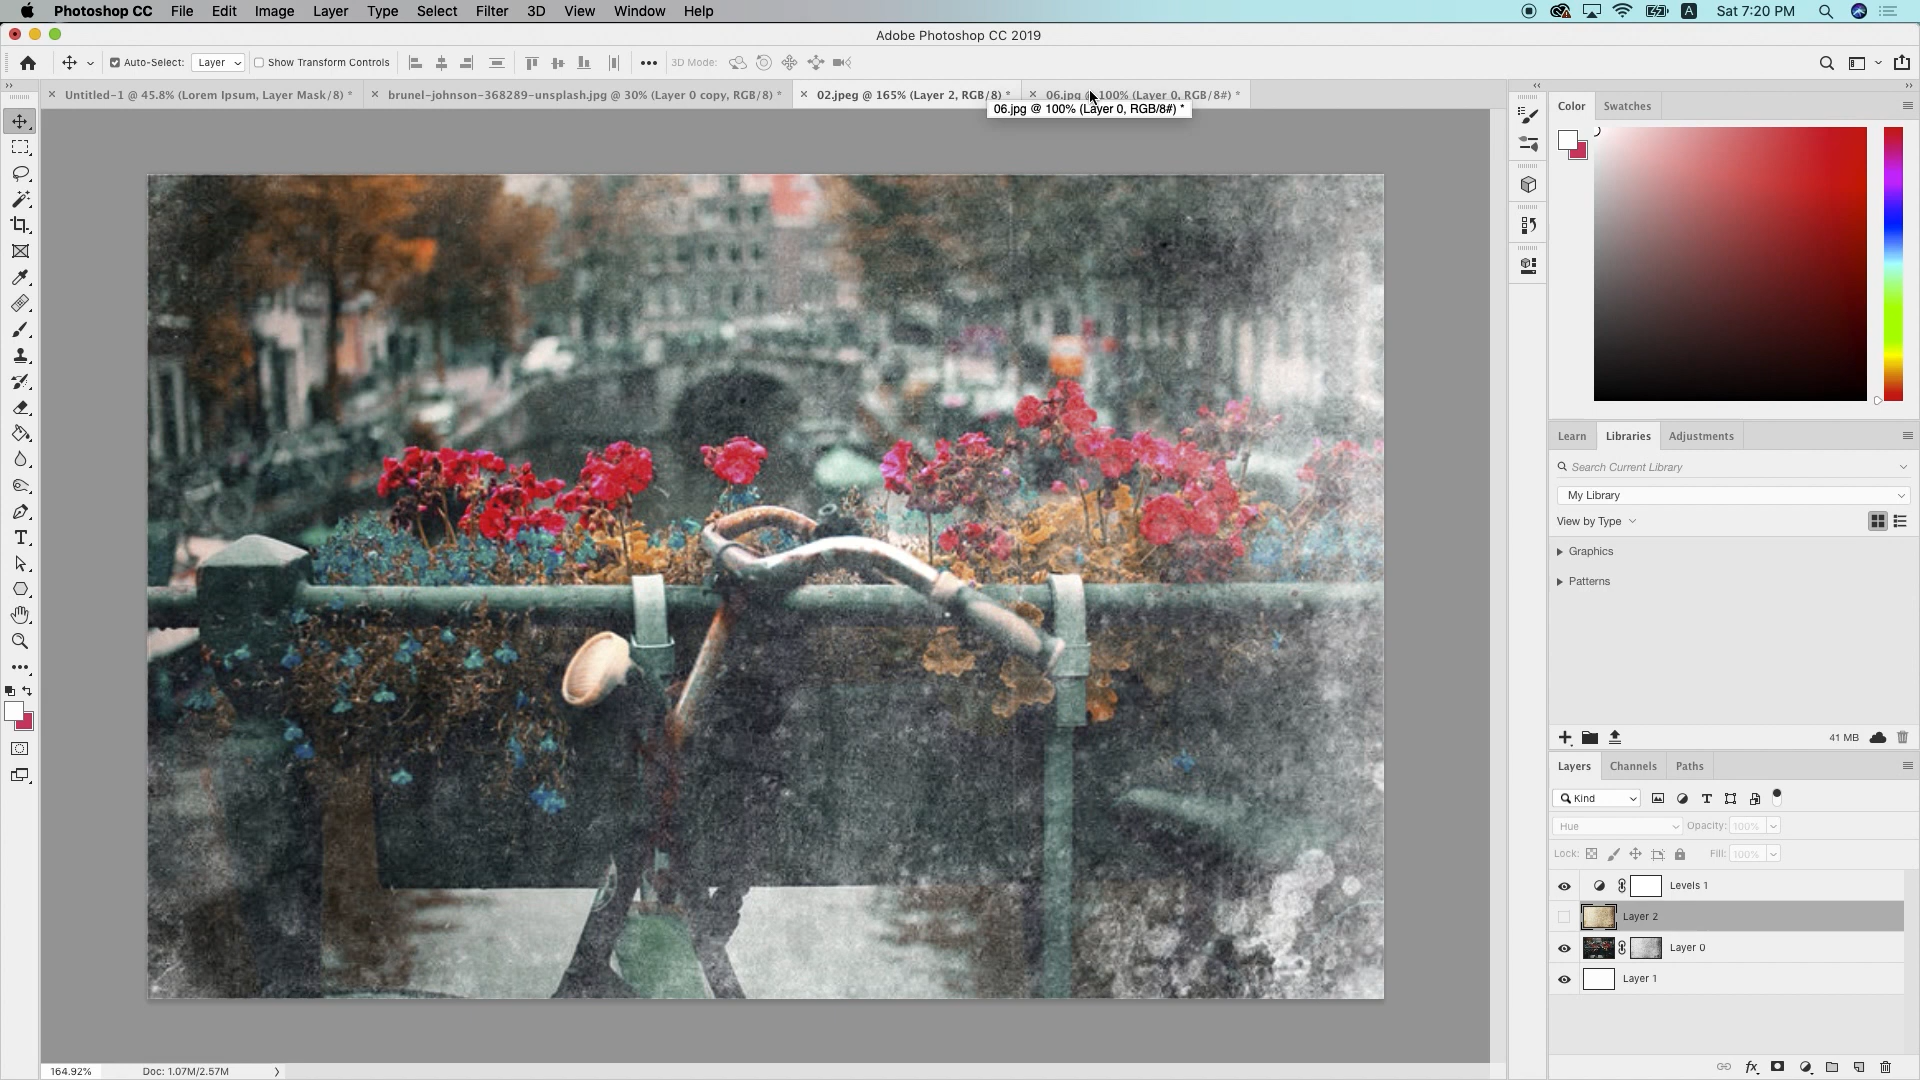 Photoshop CC File Edit Image Layer Type Select Filter 3D View Window Help A Sat 7:20 PM
Adobe Photoshop CC 2019
Auto-Select: Layer Show Transform Controls 3D Mode:
Untitled-1 @ 45.8% (Lorem Ipsum, Layer Mask/8) * brunel-johnson-368289-unsplash.jpg @ 30% (Layer 0 copy, RGB/8) * 02.jpeg @ 165% (Layer 2, RGB/8) * 06.jpg @ 100% (Layer 0, RGB/8#) *
06.jpg @ 100% (Layer 0, RGB/8#) *
Color Swatches
Learn Libraries Adjustments
Search Current Library
My Library
View by Type
Graphics
Patterns
41 MB
Layers Channels Paths
Kind
Hue Opacity: 100%
Lock: Fill: 100%
Levels 1
Layer 2
Layer 0
Layer 1
fx
164.92% Doc: 1.07M/2.57M